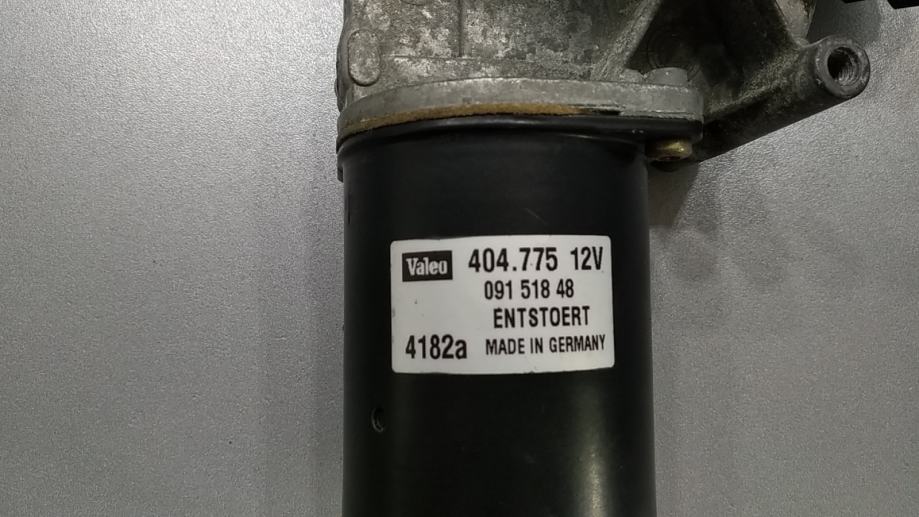 Valeo 404.775 12V
091 518 48
ENTSTOERT
4182a MADE IN GERMANY